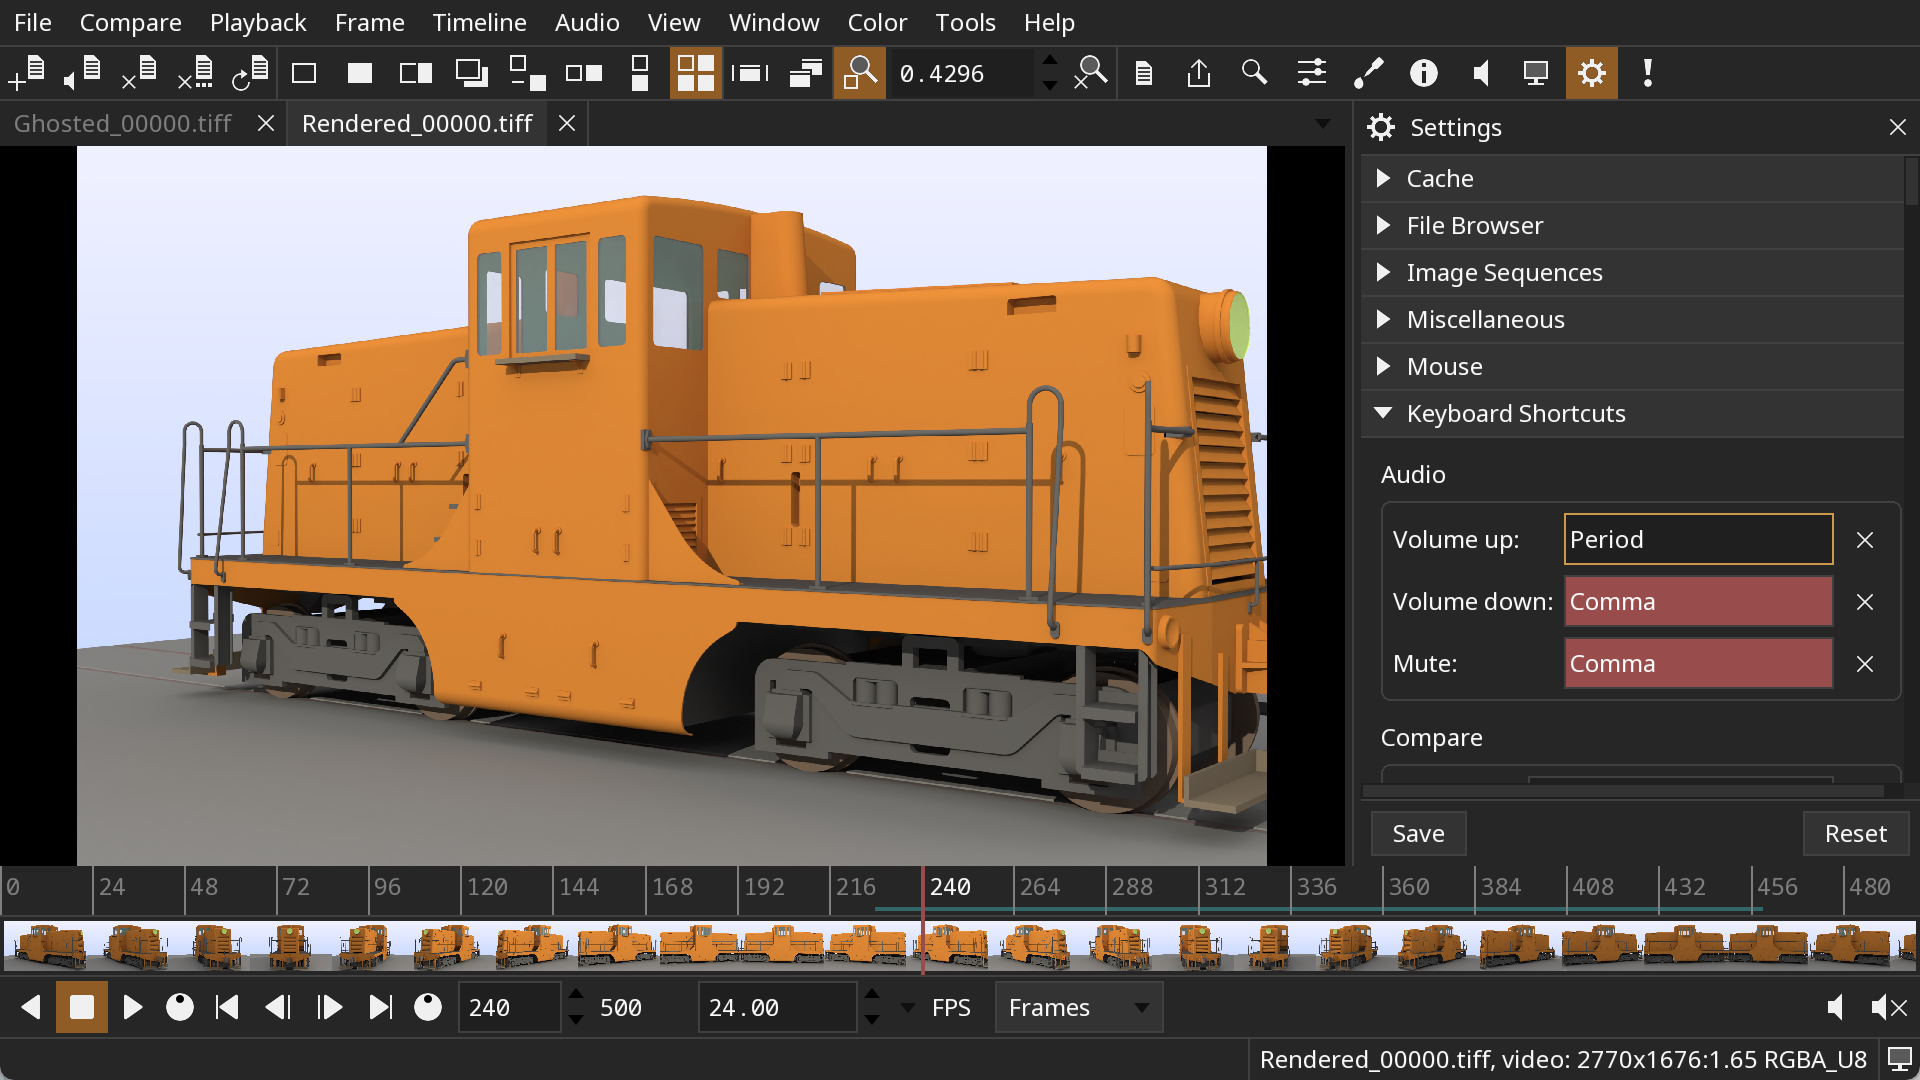 File Compare Playback Frame Timeline Audio View Window Color Tools Help
0.4296
Ghosted_00000.tiff Rendered_00000.tiff
Settings
Cache
File Browser
Image Sequences
Miscellaneous
Mouse
Keyboard Shortcuts
Audio
Volume up: Period
Volume down: Comma
Mute: Comma
Compare
Save Reset
0 24 48 72 96 120 144 168 192 216 240 264 288 312 336 360 384 408 432 456 480
240 500 24.00 FPS Frames
Rendered_00000.tiff, video: 2770x1676:1.65 RGBA_U8